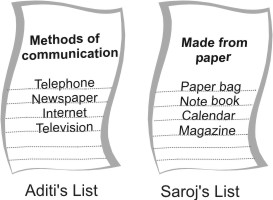 Methods of
communication
Telephone
Newspaper
Internet
Television
Aditi's List
Made from
paper
Paper bag
Note book
Calendar
Magazine
Saroj's List